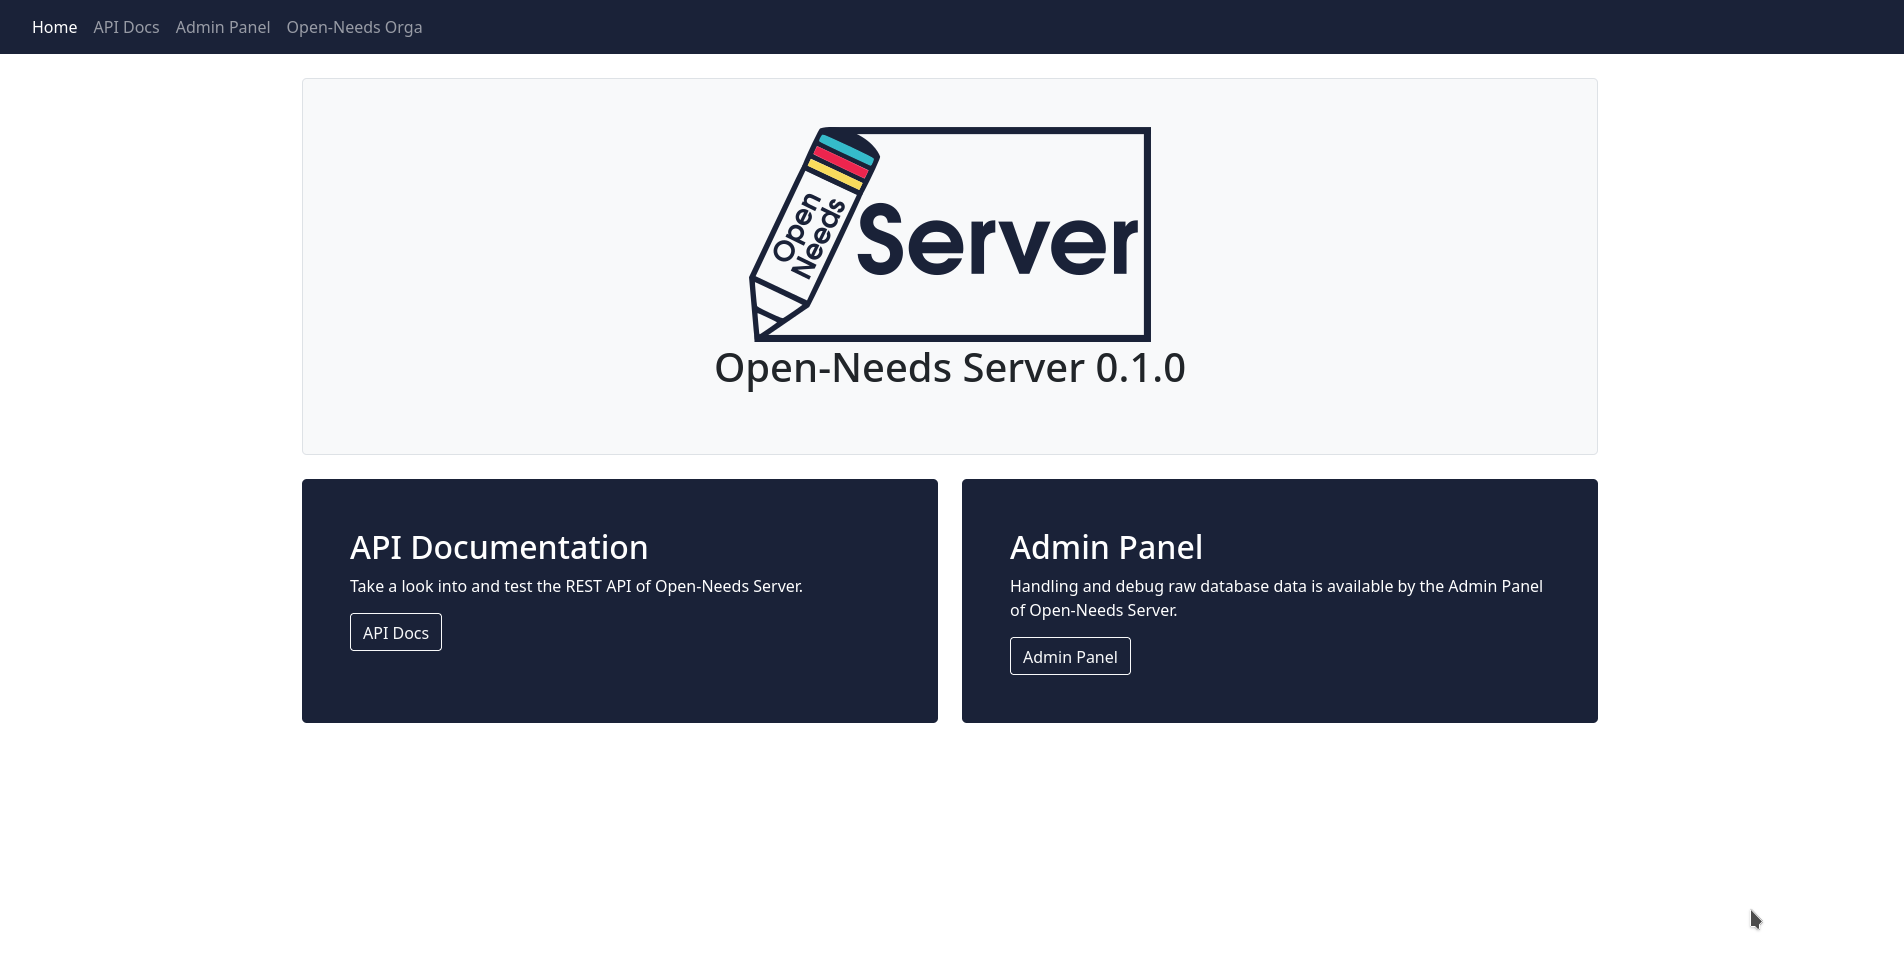 Home API Docs Admin Panel Open-Needs Orga
Open
Needs
Server
Open-Needs Server 0.1.0
API Documentation
Take a look into and test the REST API of Open-Needs Server.
API Docs
Admin Panel
Handling and debug raw database data is available by the Admin Panel
of Open-Needs Server.
Admin Panel